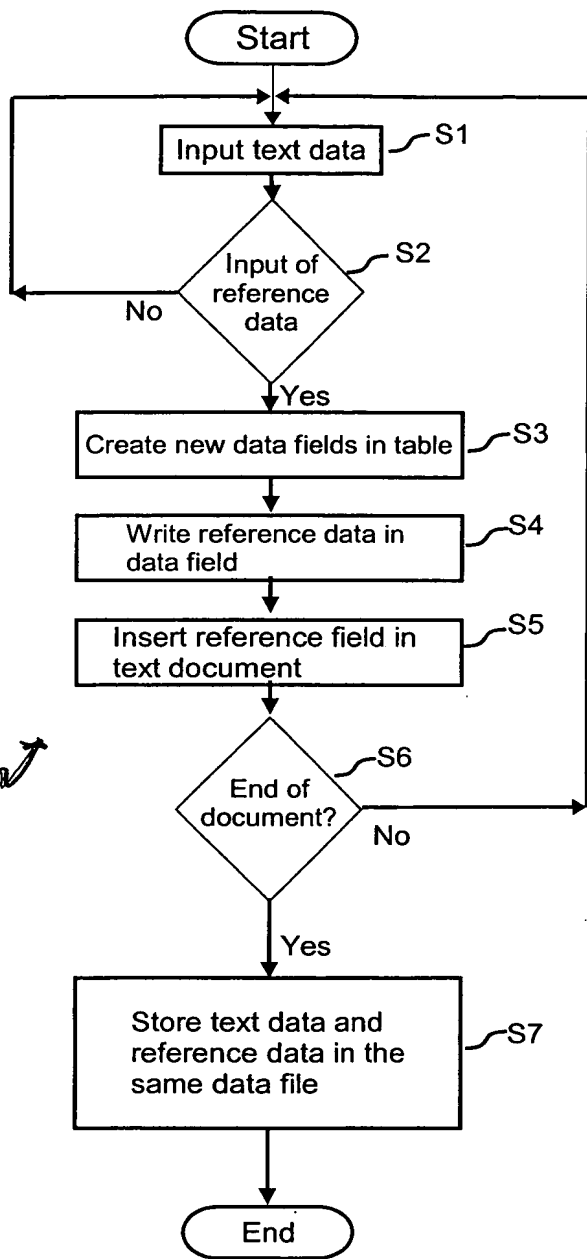 Start
Input text data
S1
Input of
reference
data
S2
No
Yes
Create new data fields in table
S3
Write reference data in
data field
S4
Insert reference field in
text document
S5
End of
document?
S6
No
Yes
Store text data and
reference data in the
same data file
S7
End